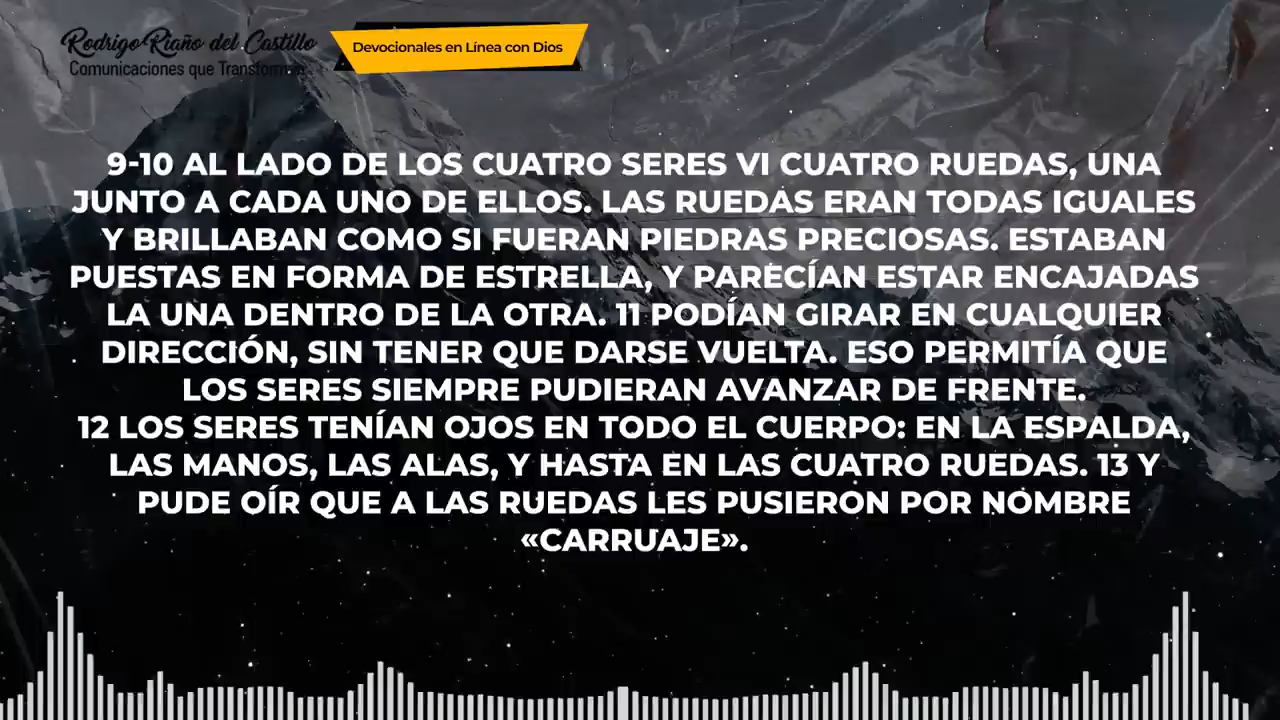 Rodrigo Riaño del Castillo
Comunicaciones que Transforman
Devocionales en Línea con Dios
9-10 AL LADO DE LOS CUATRO SERES VI CUATRO RUEDAS, UNA
JUNTO A CADA UNO DE ELLOS. LAS RUEDAS ERAN TODAS IGUALES
Y BRILLABAN COMO SI FUERAN PIEDRAS PRECIOSAS. ESTABAN
PUESTAS EN FORMA DE ESTRELLA, Y PARECÍAN ESTAR ENCAJADAS
LA UNA DENTRO DE LA OTRA. 11 PODÍAN GIRAR EN CUALQUIER
DIRECCIÓN, SIN TENER QUE DARSE VUELTA. ESO PERMITÍA QUE
LOS SERES SIEMPRE PUDIERAN AVANZAR DE FRENTE.
12 LOS SERES TENÍAN OJOS EN TODO EL CUERPO: EN LA ESPALDA,
LAS MANOS, LAS ALAS, Y HASTA EN LAS CUATRO RUEDAS. 13 Y
PUDE OÍR QUE A LAS RUEDAS LES PUSIERON POR NOMBRE
«CARRUAJE».